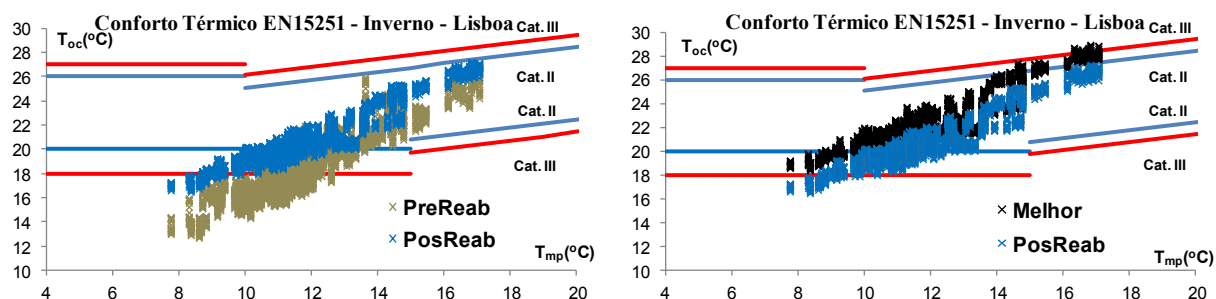 Conforto Térmico EN15251 - Inverno - Lisboa
Toc(ºC)
30
28
26
24
22
20
18
16
14
12
10
4 6 8 10 12 14 16 18 20
Cat. III
Cat. II
Cat. II
Cat. III
PreReab
PosReab
Tmp(ºC)
Conforto Térmico EN15251 - Inverno - Lisboa
Toc(ºC)
30
28
26
24
22
20
18
16
14
12
10
4 6 8 10 12 14 16 18 20
Cat. III
Cat. II
Cat. II
Cat. III
Melhor
PosReab
Tmp(ºC)